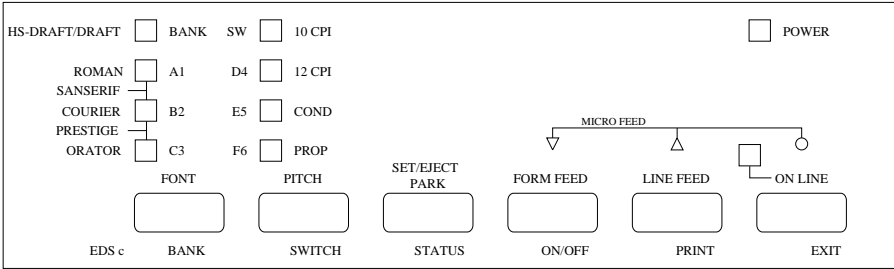 HS-DRAFT/DRAFT BANK SW 10 CPI POWER
ROMAN A1 D4 12 CPI
SANSERIF
COURIER B2 E5 COND
MICRO FEED
PRESTIGE
ORATOR C3 F6 PROP
FONT PITCH SET/EJECT PARK FORM FEED LINE FEED ON LINE
EDS c BANK SWITCH STATUS ON/OFF PRINT EXIT